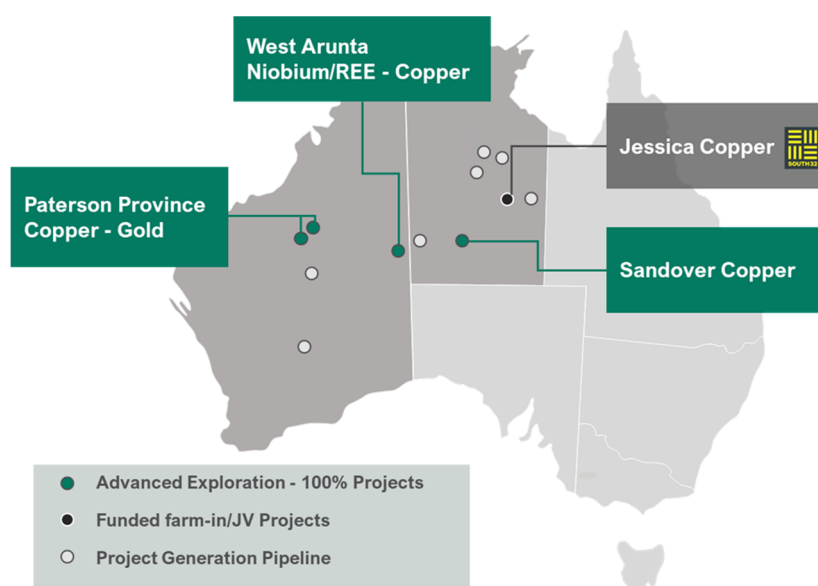 West Arunta
Niobium/REE - Copper
Jessica Copper
SOUTH32
Paterson Province
Copper - Gold
Sandover Copper
Advanced Exploration - 100% Projects
Funded farm-in/JV Projects
Project Generation Pipeline